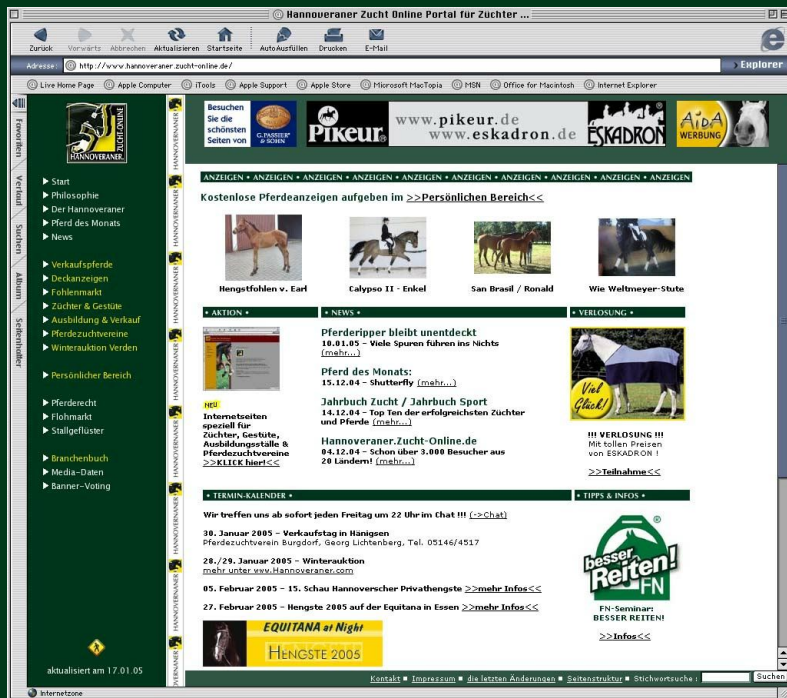 Hannoveraner Zucht Online Portal für Züchter ...
Zurück Vorwärts Abbrechen Aktualisieren Startseite AutoAusfüllen Drucken E-Mail
Adresse: http://www.hannoveraner.zucht-online.de/ Explorer
Live Home Page Apple Computer iTools Apple Support Apple Store Microsoft MacTopia MSN Office for Macintosh Internet Explorer
Favoriten
Verlauf
Suchen
Album
Seitenhalter
HANNOVERANER.
ZUCHT-ONLINE
Start
Philosophie
Der Hannoveraner
Pferd des Monats
News
Verkaufspferde
Deckanzeigen
Fohlenmarkt
Züchter & Gestüte
Ausbildung & Verkauf
Pferdezuchtvereine
Winterauktion Verden
Persönlicher Bereich
Pferderecht
Flohmarkt
Stallgeflüster
Branchenbuch
Media-Daten
Banner-Voting
aktualisiert am 17.01.05
Besuchen
Sie die
schönsten
Seiten von
G. PASSIER
& SOHN
PikeuR
www.pikeur.de
www.eskadron.de
ESKADRON
AiDA
WERBUNG
ANZEIGEN • ANZEIGEN • ANZEIGEN • ANZEIGEN • ANZEIGEN • ANZEIGEN • ANZEIGEN • ANZEIGEN • ANZEIGEN • ANZEIGEN
Kostenlose Pferdeanzeigen aufgeben im >>Persönlichen Bereich<<
Hengstfohlen v. Earl
Calypso II - Enkel
San Brasil / Ronald
Wie Weltmeyer-Stute
• AKTION •
NEU
Internetseiten
speziell für
Züchter, Gestüte,
Ausbildungsställe &
Pferdezuchtvereine
>>KLICK hier!<<
• NEWS •
Pferderipper bleibt unentdeckt
10.01.05 - Viele Spuren führen ins Nichts
(mehr...)
Pferd des Monats:
15.12.04 - Shutterfly (mehr...)
Jahrbuch Zucht / Jahrbuch Sport
14.12.04 - Top Ten der erfolgreichsten Züchter
und Pferde (mehr...)
Hannoveraner.Zucht-Online.de
04.12.04 - Schon über 3.000 Besucher aus
20 Ländern! (mehr...)
• VERLOSUNG •
Viel
Glück!
!!! VERLOSUNG !!!
Mit tollen Preisen
von ESKADRON !
>>Teilnahme<<
• TERMIN-KALENDER •
Wir treffen uns ab sofort jeden Freitag um 22 Uhr im Chat !!! (->Chat)
30. Januar 2005 - Verkaufstag in Hänigsen
Pferdezuchtverein Burgdorf, Georg Lichtenberg, Tel. 05146/4517
28./29. Januar 2005 - Winterauktion
mehr unter www.Hannoveraner.com
05. Februar 2005 - 15. Schau Hannoverscher Privathengste >>mehr Infos<<
27. Februar 2005 - Hengste 2005 auf der Equitana in Essen >>mehr Infos<<
EQUITANA at Night
HENGSTE 2005
• TIPPS & INFOS •
besser
Reiten!
FN
FN-Seminar:
BESSER REITEN!
>>Infos<<
Kontakt ■ Impressum ■ die letzten Änderungen ■ Seitenstruktur ■ Stichwortsuche : Suchen
Internetzone